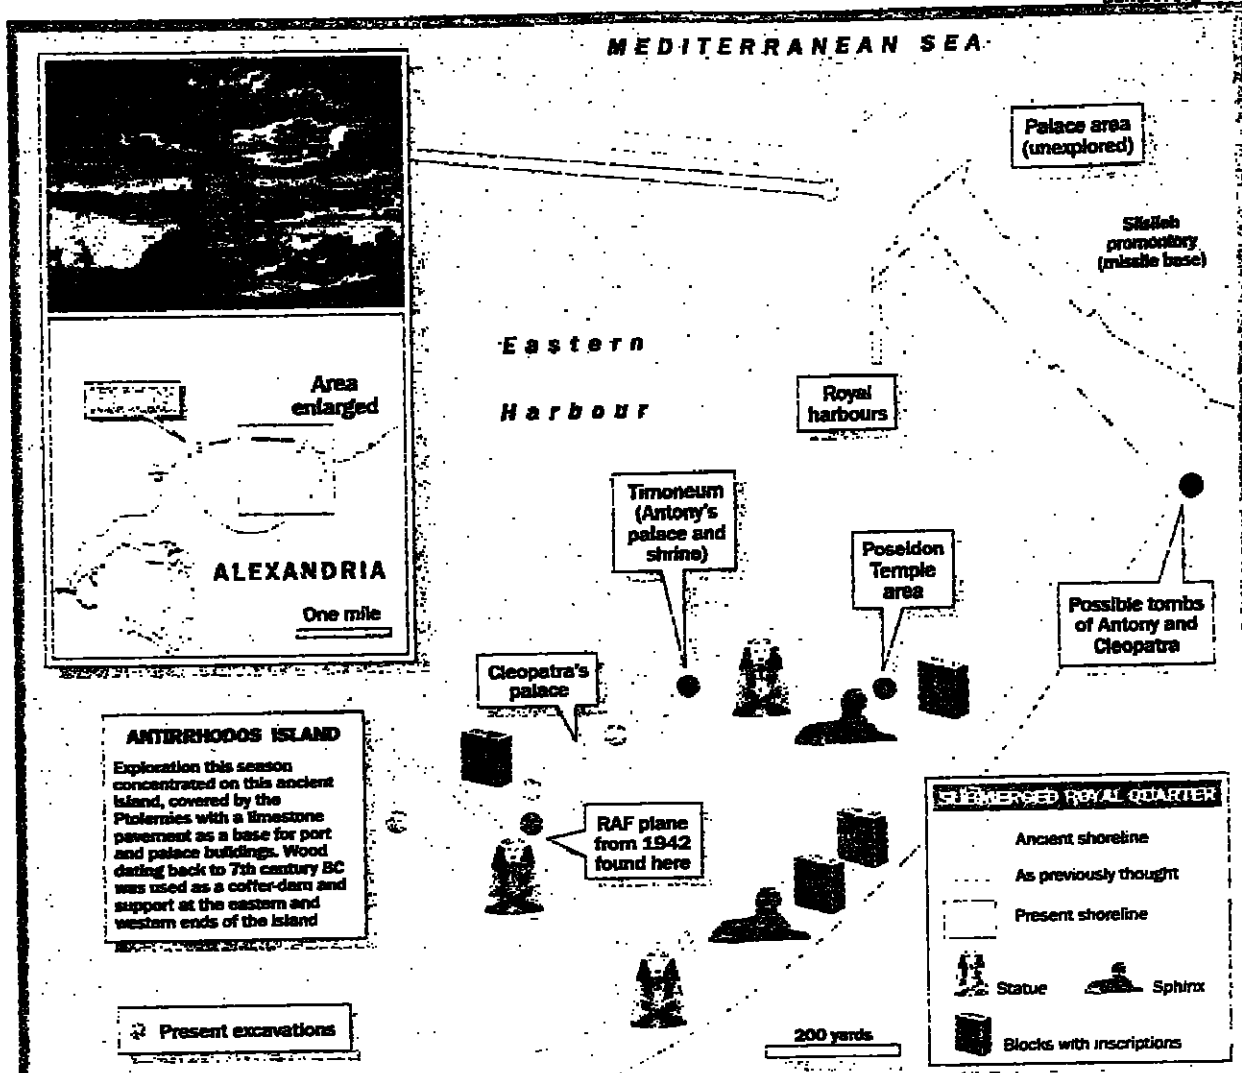 MEDITERRANEAN SEA
Palace area
(unexplored)
Silsileh
promontory
(missile base)
Eastern
Harbour
Royal
harbours
Area
enlarged
ALEXANDRIA
One mile
Timoneum
(Antony's
palace and
shrine)
Poseidon
Temple
area
Possible tombs
of Antony and
Cleopatra
Cleopatra's
palace
RAF plane
from 1942
found here
ANTIRRHODOS ISLAND
Exploration this season
concentrated on this ancient
island, covered by the
Ptolemies with a limestone
pavement as a base for port
and palace buildings. Wood
dating back to 7th century BC
was used as a coffer-dam and
support at the eastern and
western ends of the island
Present excavations
200 yards
SUBMERGED ROYAL QUARTER
Ancient shoreline
As previously thought
Present shoreline
Statue
Sphinx
Blocks with inscriptions